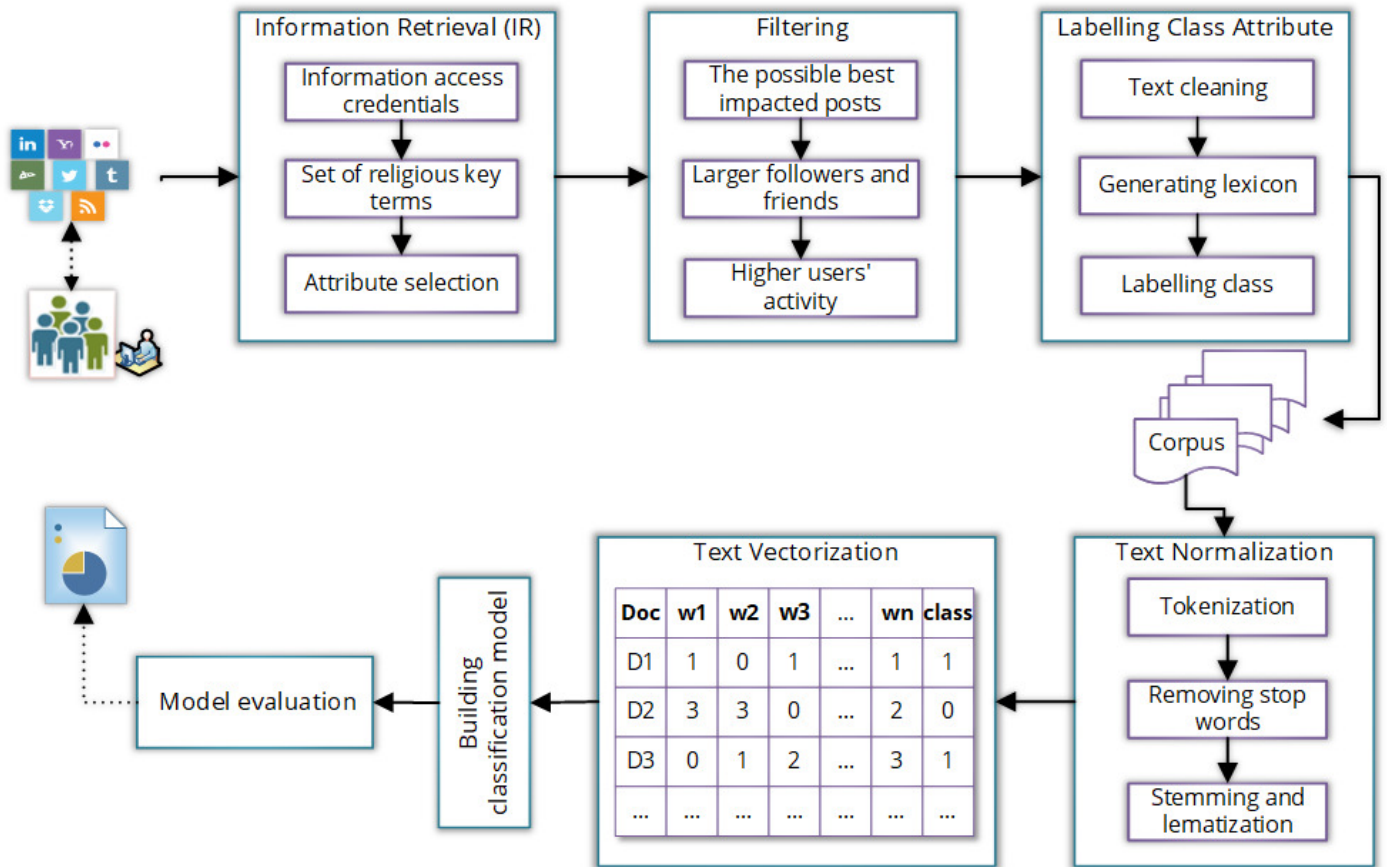 Information Retrieval (IR)
Information access
credentials
Set of religious key
terms
Attribute selection
Filtering
The possible best
impacted posts
Larger followers and
friends
Higher users'
activity
Labelling Class Attribute
Text cleaning
Generating lexicon
Labelling class
in
Y!
t
Corpus
Text Normalization
Tokenization
Removing stop
words
Stemming and
lematization
Text Vectorization
Doc w1 w2 w3 ... wn class
D1 1 0 1 ... 1 1
D2 3 3 0 ... 2 0
D3 0 1 2 ... 3 1
... ... ... ... ... ... ...
Building
classification model
Model evaluation